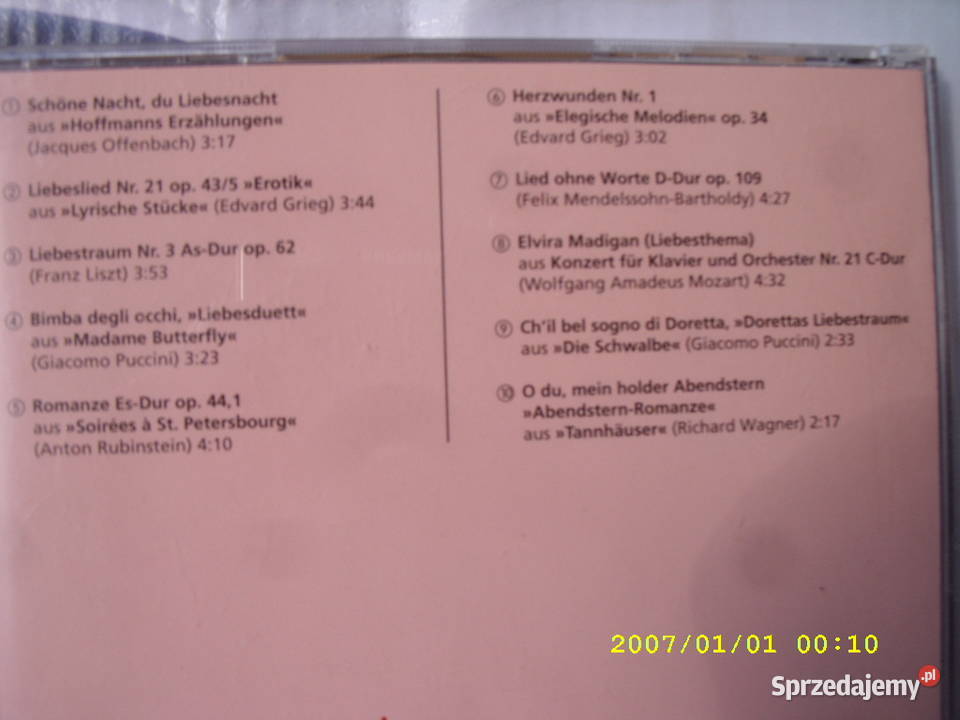 ① Schöne Nacht, du Liebesnacht
aus »Hoffmanns Erzählungen«
(Jacques Offenbach) 3:17
② Liebeslied Nr. 21 op. 43/5 »Erotik«
aus »Lyrische Stücke« (Edvard Grieg) 3:44
③ Liebestraum Nr. 3 As-Dur op. 62
(Franz Liszt) 3:53
④ Bimba degli occhi, »Liebesduett«
aus »Madame Butterfly«
(Giacomo Puccini) 3:23
⑤ Romanze Es-Dur op. 44,1
aus »Soirées à St. Petersbourg«
(Anton Rubinstein) 4:10
⑥ Herzwunden Nr. 1
aus »Elegische Melodien« op. 34
(Edvard Grieg) 3:02
⑦ Lied ohne Worte D-Dur op. 109
(Felix Mendelssohn-Bartholdy) 4:27
⑧ Elvira Madigan (Liebesthema)
aus Konzert für Klavier und Orchester Nr. 21 C-Dur
(Wolfgang Amadeus Mozart) 4:32
⑨ Ch'il bel sogno di Doretta, »Dorettas Liebestraum«
aus »Die Schwalbe« (Giacomo Puccini) 2:33
⑩ O du, mein holder Abendstern
»Abendstern-Romanze«
aus »Tannhäuser« (Richard Wagner) 2:17
2007/01/01 00:10
Sprzedajemy.pl